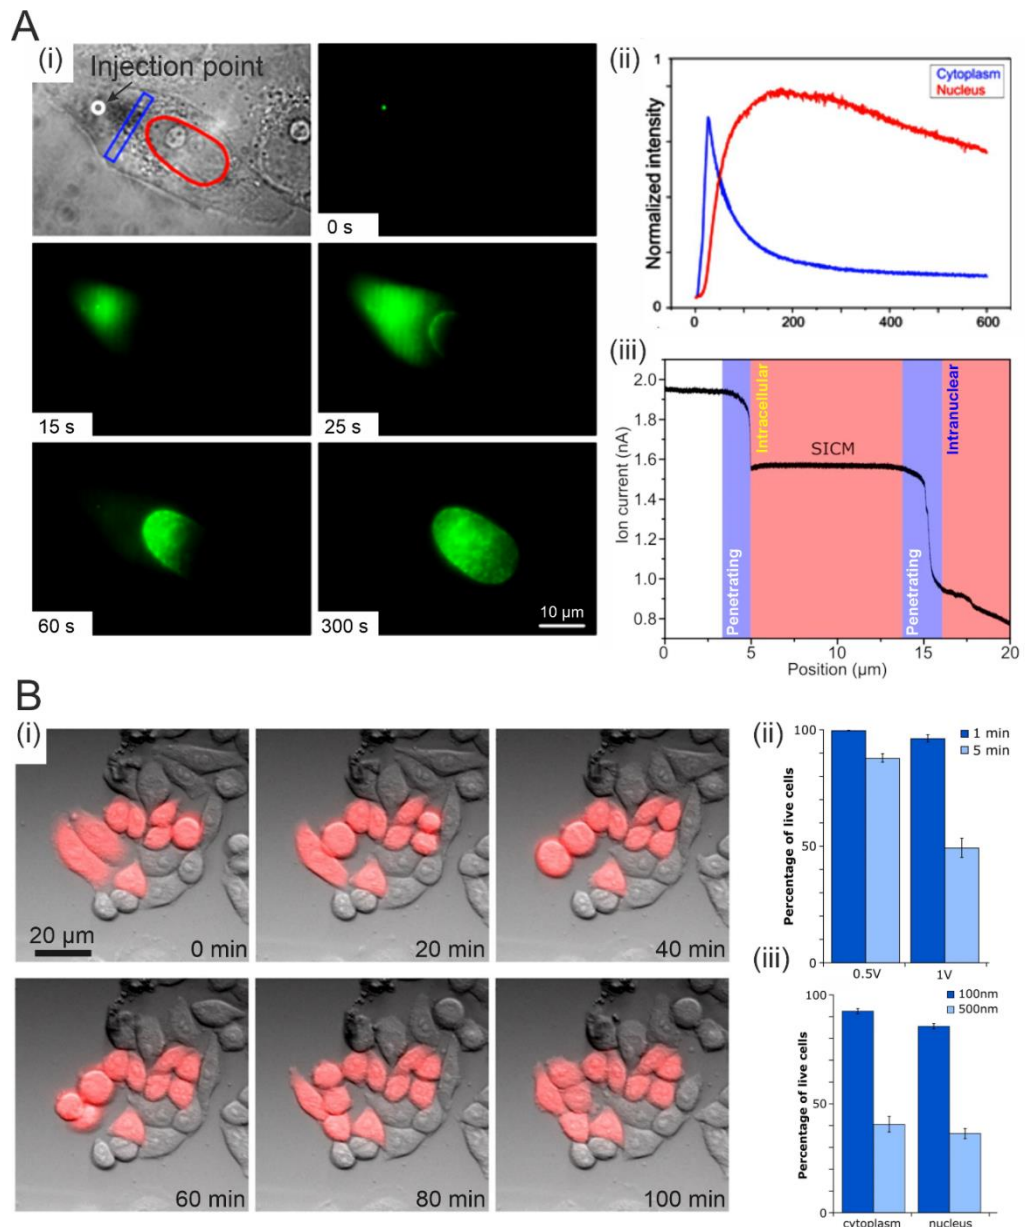 A
(i)
Injection point
0 s
15 s
25 s
60 s
300 s
10 µm
(ii)
Normalized intensity
1
0
Cytoplasm
Nucleus
0
200
400
600
(iii)
Ion current (nA)
2.0
1.8
1.6
1.4
1.2
1.0
0.8
Penetrating
Intracellular
SICM
Penetrating
Intranuclear
0
5
10
15
20
Position (µm)
B
(i)
20 µm
0 min
20 min
40 min
60 min
80 min
100 min
(ii)
Percentage of live cells
100
50
0
1 min
5 min
0.5V
1V
(iii)
Percentage of live cells
100
50
0
100nm
500nm
cytoplasm
nucleus